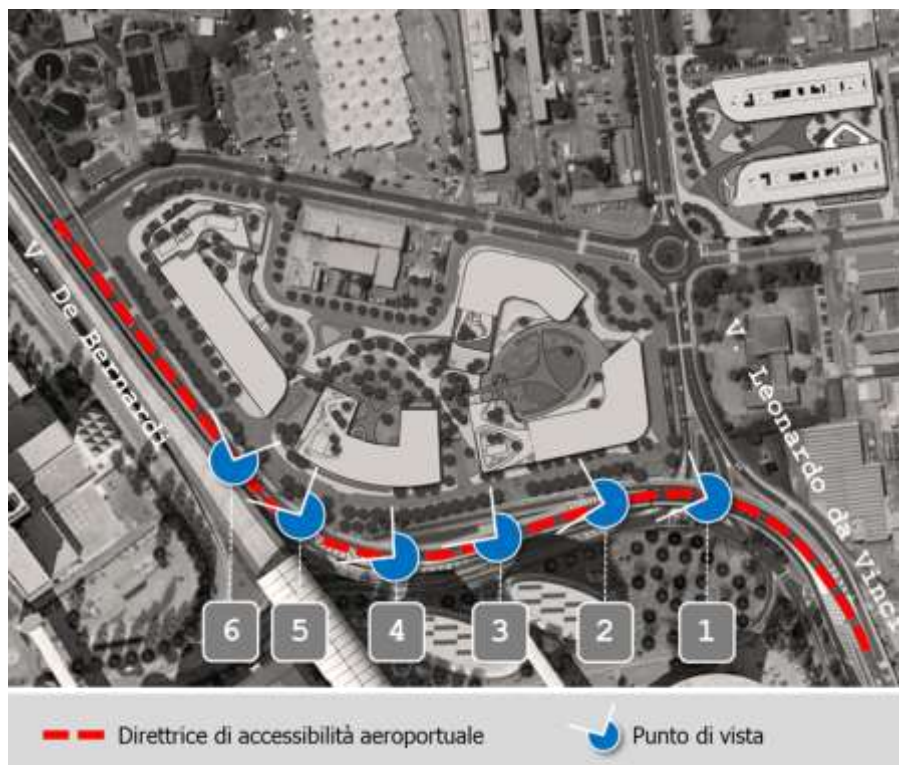 V. De Bernardi
V. Leonardo da Vinci
6 5 4 3 2 1
Direttrice di accessibilità aeroportuale
Punto di vista